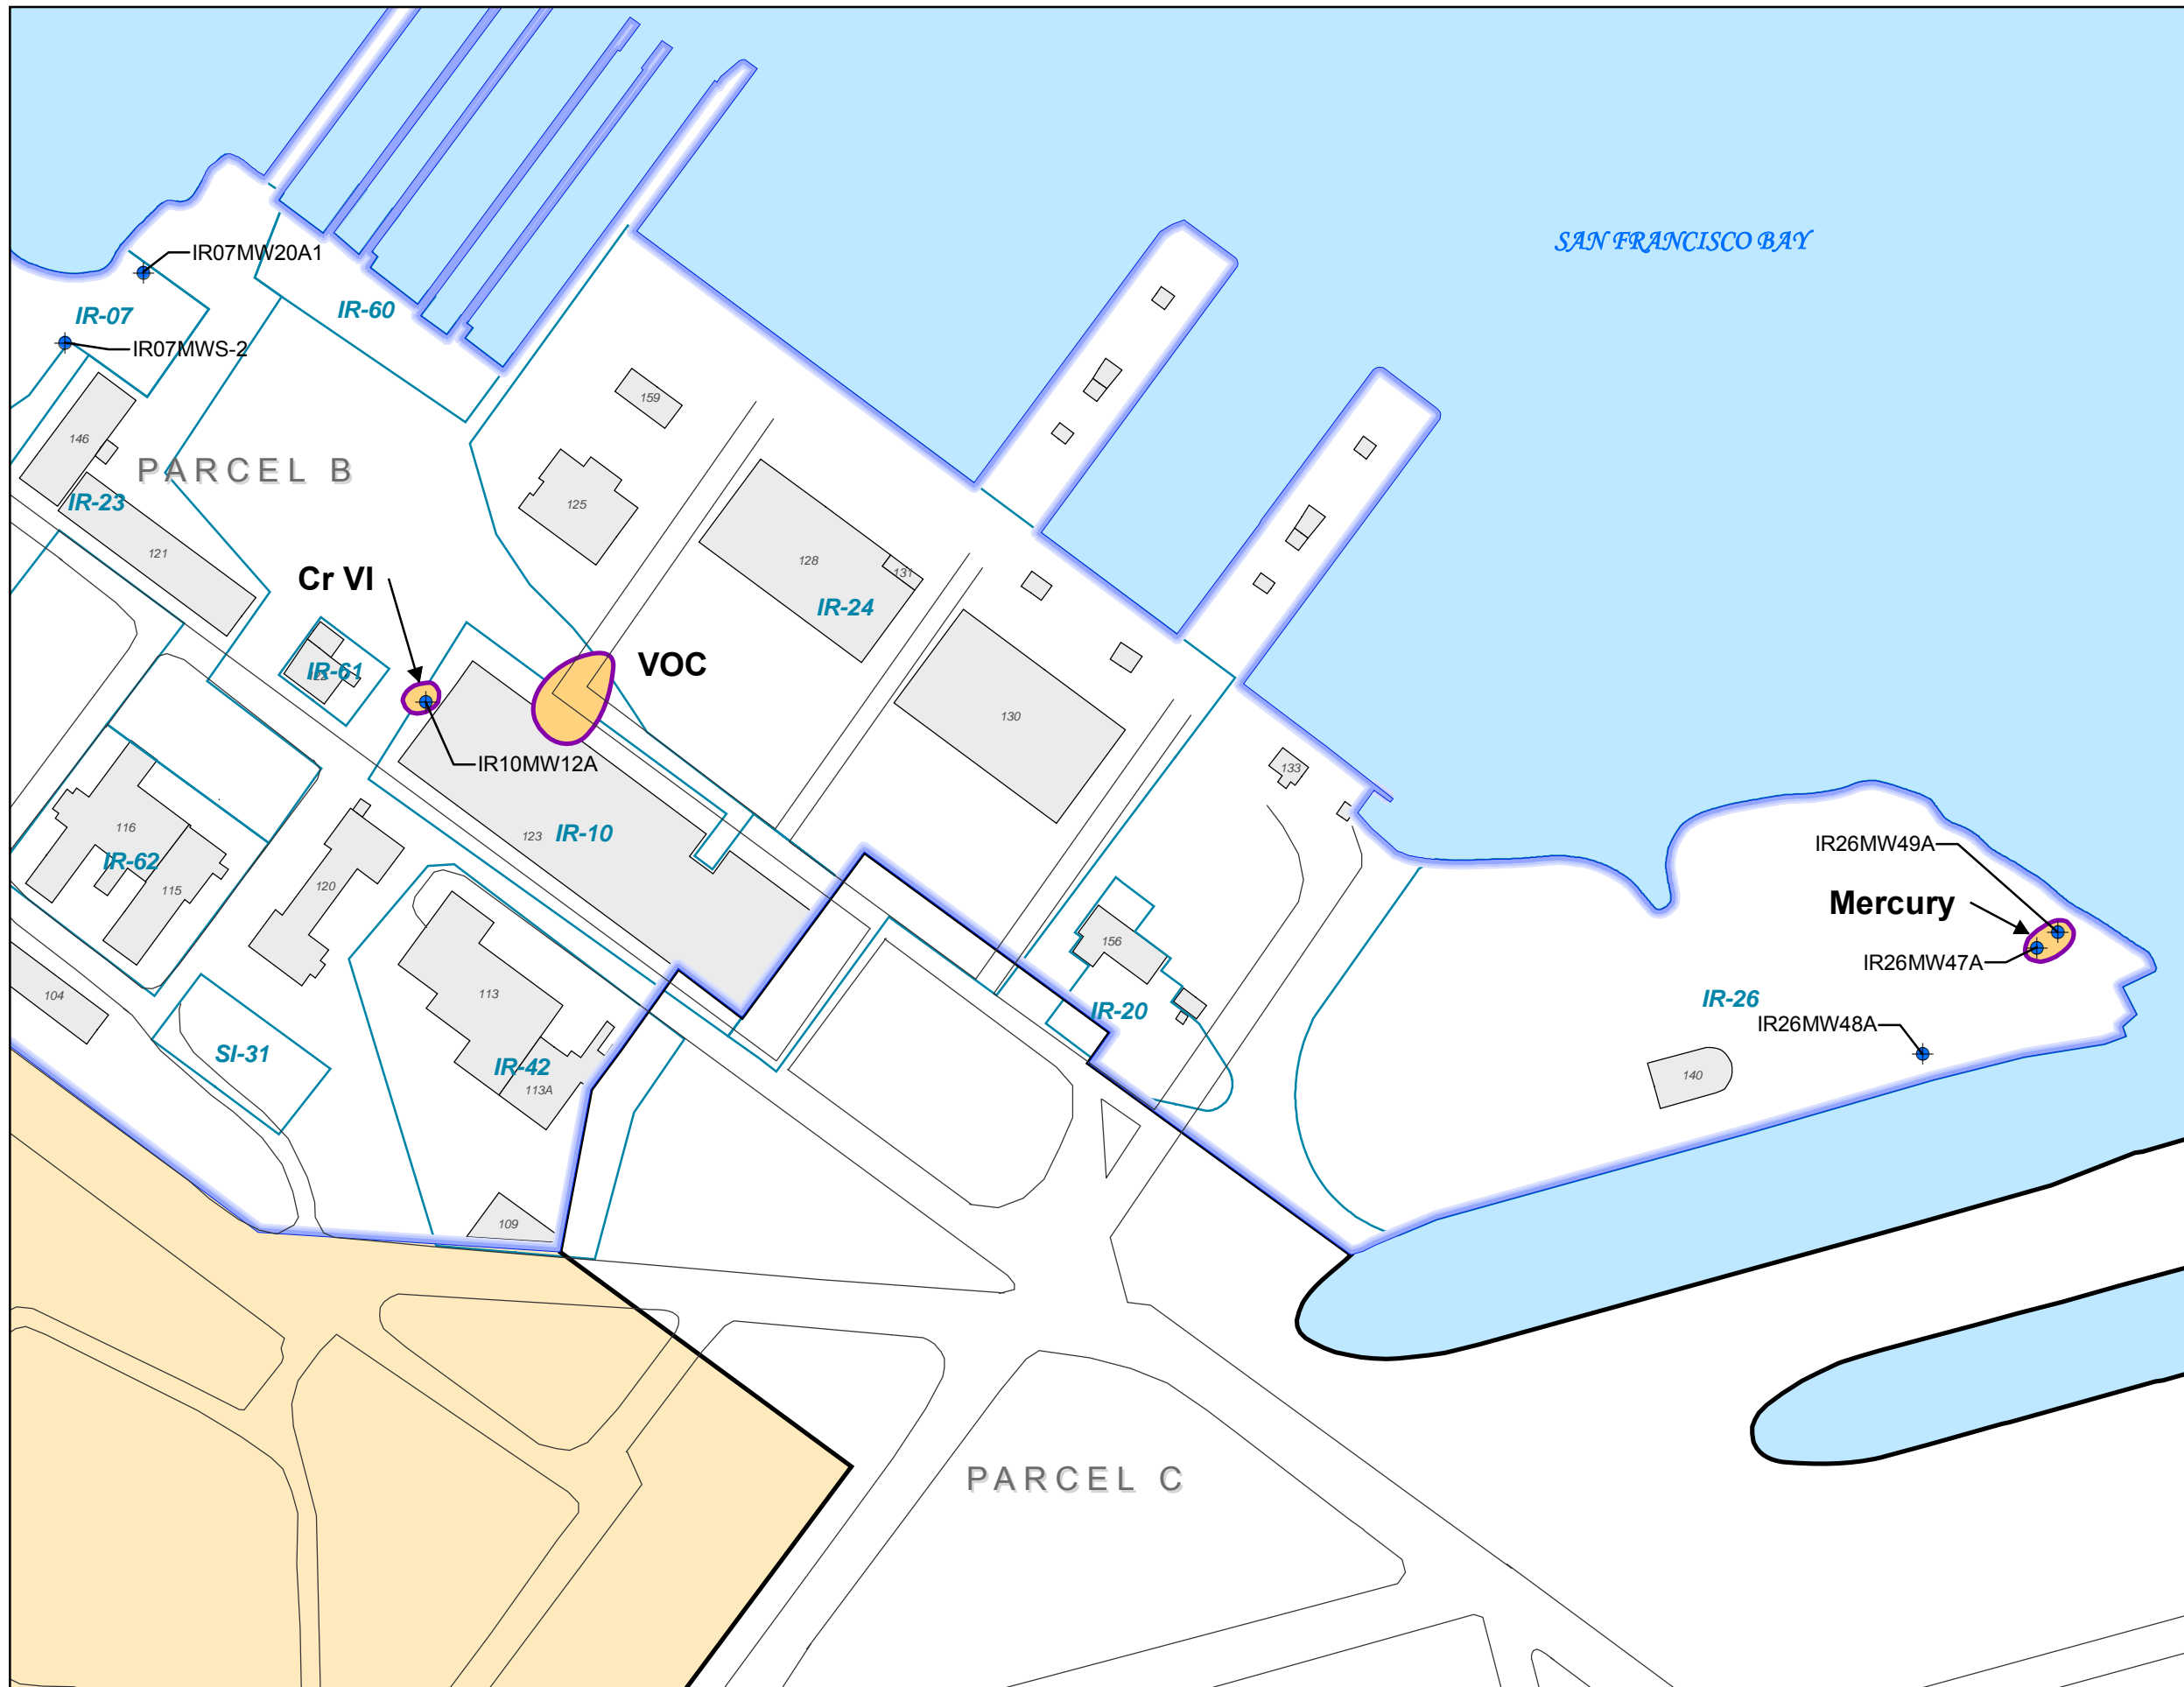 SAN FRANCISCO BAY
IR07MW20A1
IR-07
IR-60
IR07MWS-2
159
146
PARCEL B
IR-23
125
121
128
131
IR-24
Cr VI
VOC
IR-61
130
IR10MW12A
133
116
123
IR-10
IR-62
115
120
IR26MW49A
Mercury
IR26MW47A
156
104
113
IR-20
IR-26
IR26MW48A
SI-31
IR-42
113A
140
109
PARCEL C